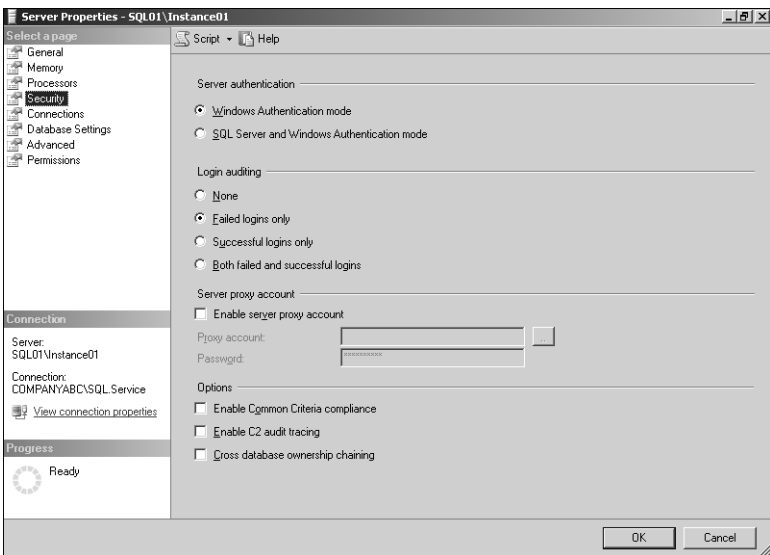 Server Properties - SQL01\Instance01
Select a page
General
Memory
Processors
Security
Connections
Database Settings
Advanced
Permissions
Script
Help
Server authentication
Windows Authentication mode
SQL Server and Windows Authentication mode
Login auditing
None
Failed logins only
Successful logins only
Both failed and successful logins
Server proxy account
Enable server proxy account
Proxy account:
...
Password:
**********
Options
Enable Common Criteria compliance
Enable C2 audit tracing
Cross database ownership chaining
Connection
Server:
SQL01\Instance01
Connection:
COMPANYABC\SQL.Service
View connection properties
Progress
Ready
OK
Cancel